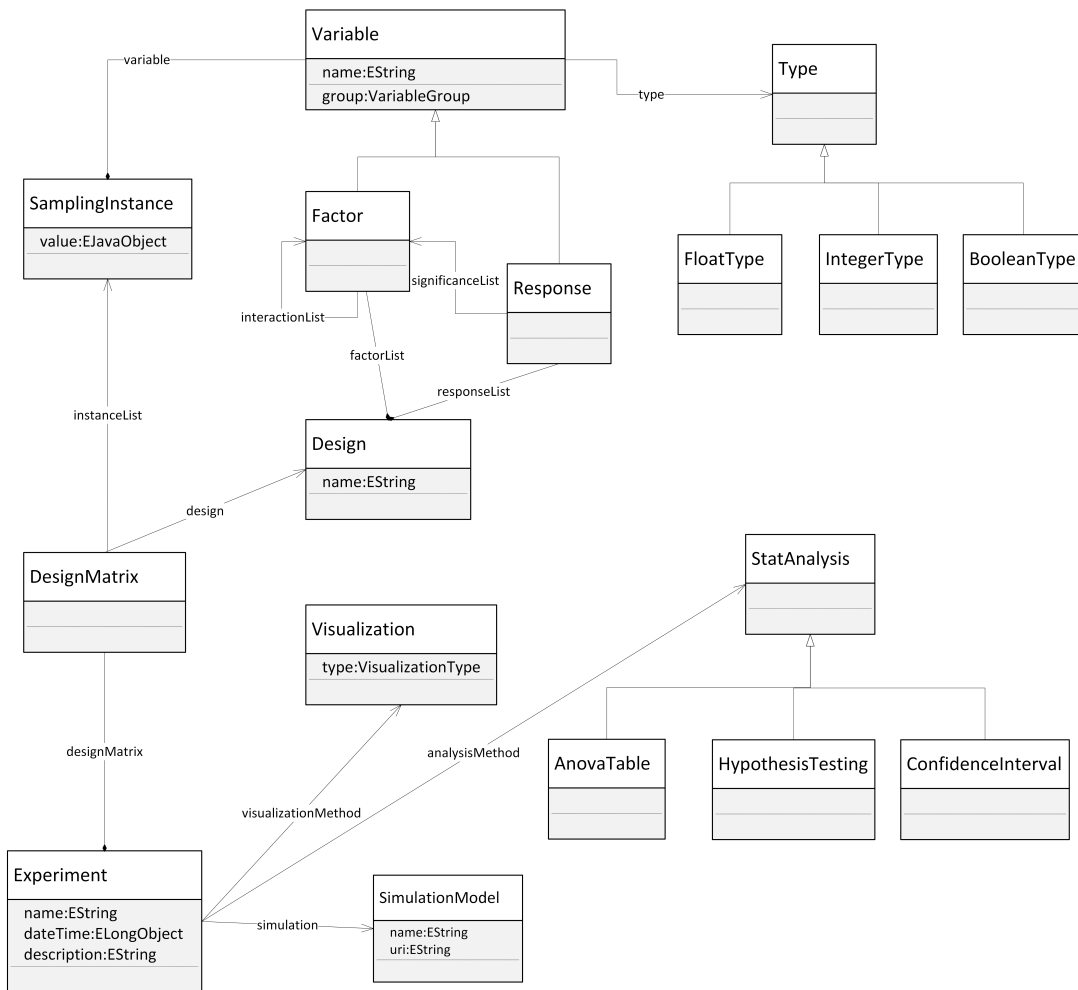 Variable
name:EString
group:VariableGroup
variable
type
Type
SamplingInstance
value:EJavaObject
Factor
FloatType
IntegerType
BooleanType
significanceList
Response
interactionList
factorList
responseList
instanceList
Design
name:EString
design
DesignMatrix
StatAnalysis
Visualization
type:VisualizationType
designMatrix
analysisMethod
AnovaTable
HypothesisTesting
ConfidenceInterval
visualizationMethod
Experiment
name:EString
dateTime:ELongObject
description:EString
simulation
SimulationModel
name:EString
uri:EString